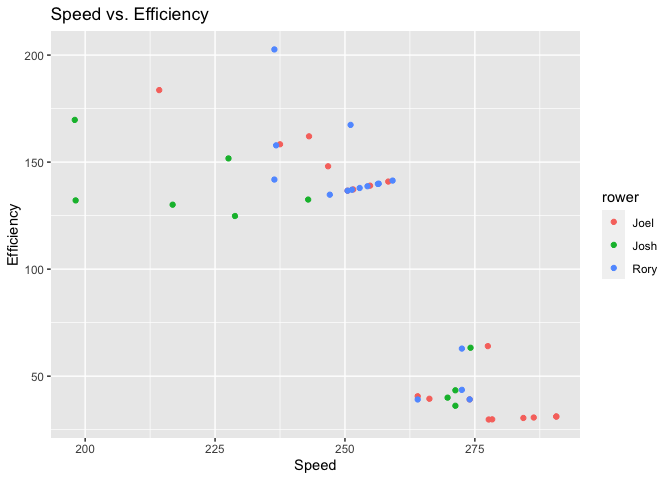 Speed vs. Efficiency
200
150
100
50
Efficiency
200 225 250 275
Speed
rower
Joel
Josh
Rory